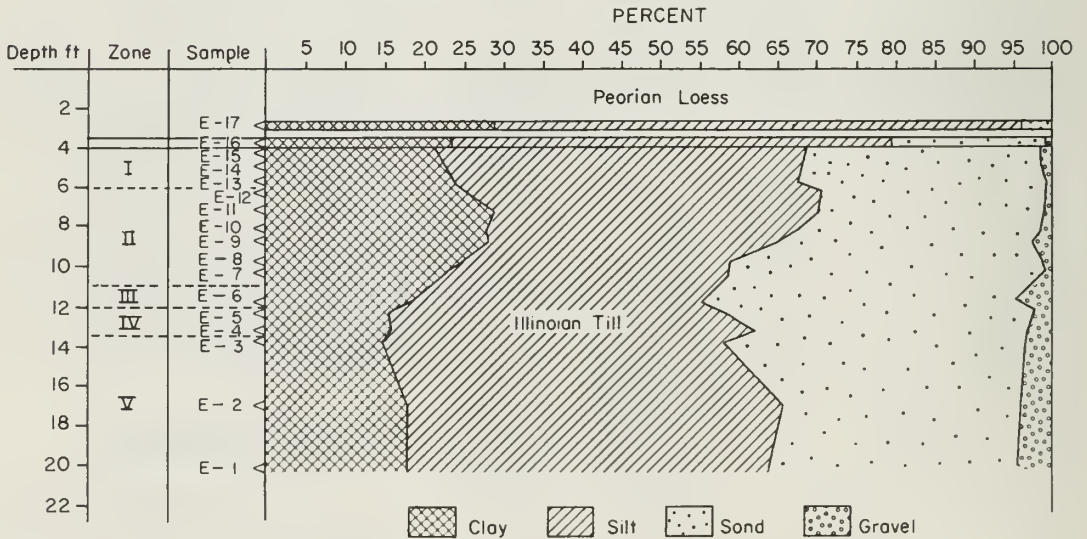 PERCENT
Depth ft Zone Sample 5 10 15 20 25 30 35 40 45 50 55 60 65 70 75 80 85 90 95 100
Peorian Loess
2
E-17
E-16
4
E-15
I
E-14
E-13
6
E-12
E-11
8
E-10
II
E-9
E-8
10
E-7
III
E-6
12
E-5
IV
Illinoian Till
E-4
E-3
14
16
V
E-2
18
20
E-1
22
Clay Silt Sond Gravel